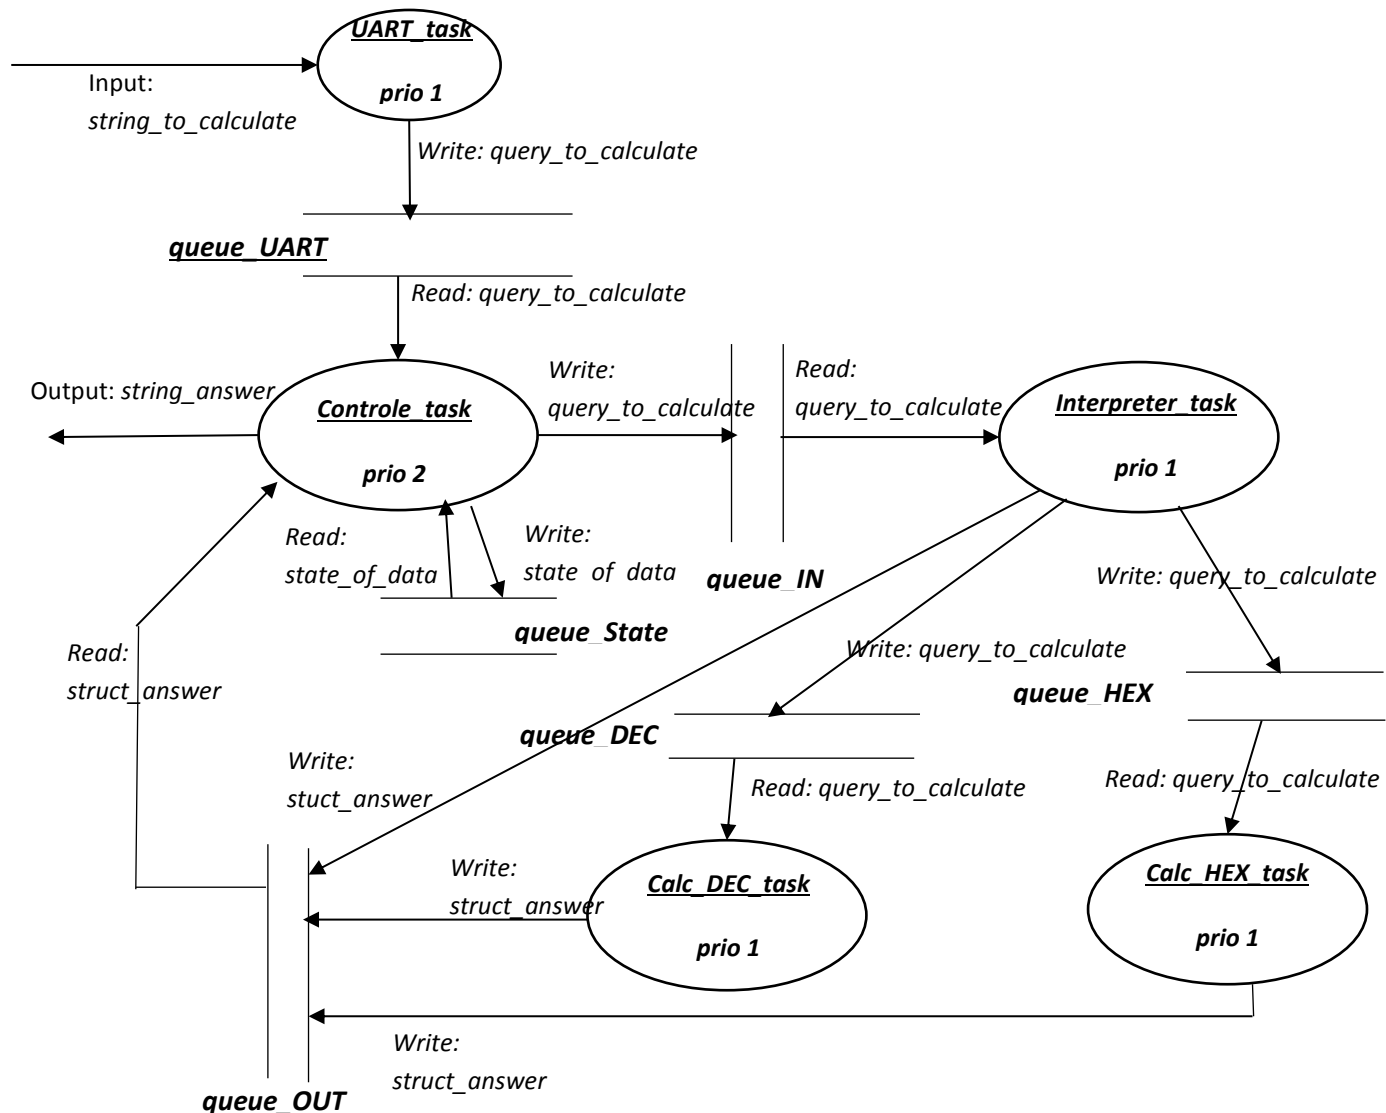 UART_task
prio 1
Input:
string_to_calculate
Write: query_to_calculate
queue_UART
Read: query_to_calculate
Output: string_answer
Controle_task
prio 2
Write:
query_to_calculate
Read:
query_to_calculate
Interpreter_task
prio 1
Read:
state_of_data
Write:
state of data
queue_IN
Write: query_to_calculate
queue_State
Read:
struct_answer
Write: query_to_calculate
queue_HEX
queue_DEC
Write:
stuct_answer
Read: query_to_calculate
Read: query_to_calculate
Write:
struct_answer
Calc_DEC_task
prio 1
Calc_HEX_task
prio 1
Write:
struct_answer
queue_OUT